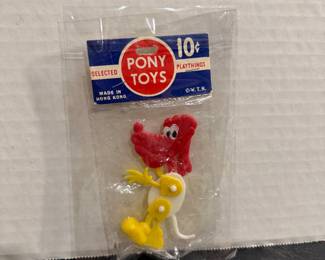 10¢
SELECTED PONY PLAYTHINGS
TOYS
MADE IN
HONG KONG
©W.T.H.